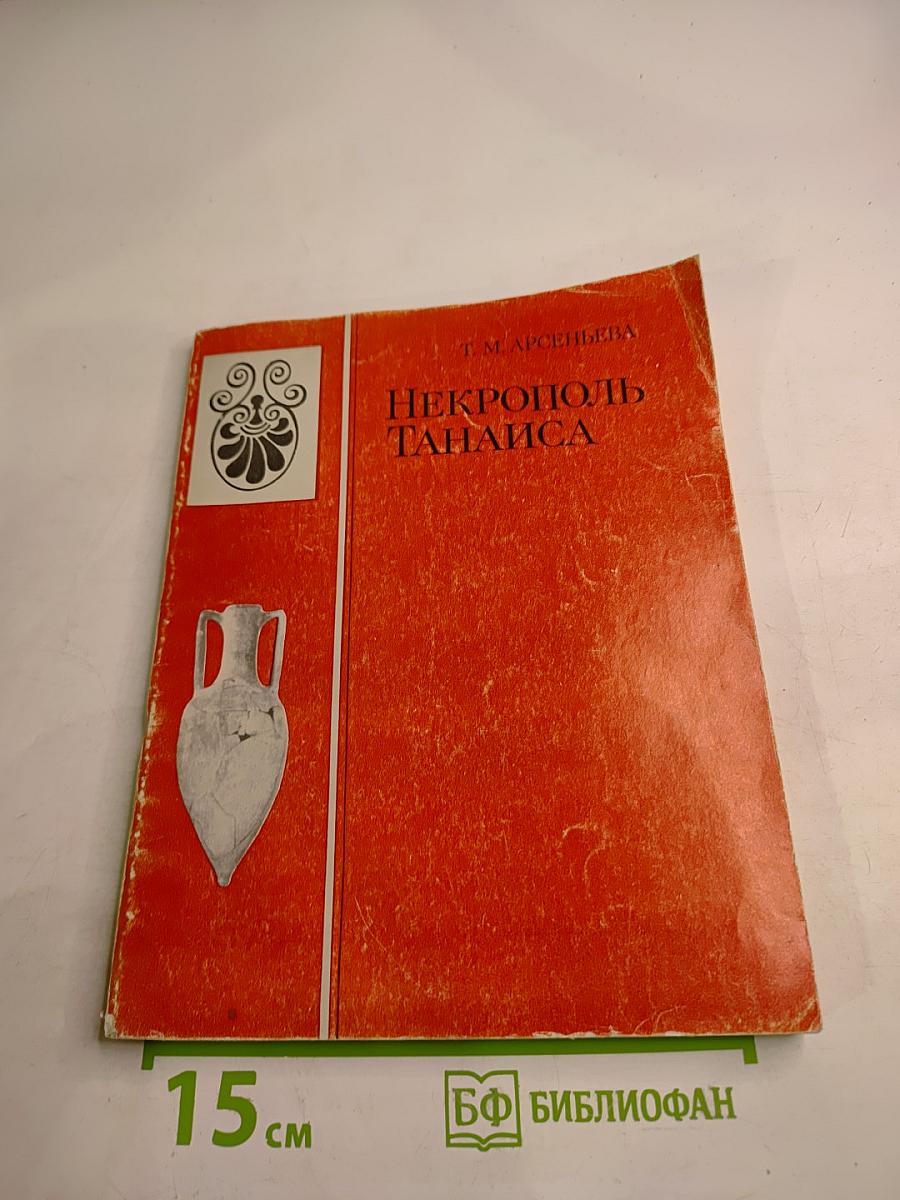 Т. М. АРСЕНЬЕВА
НЕКРОПОЛЬ
ТАНАИСА
15 см
БФ БИБЛИОФАН